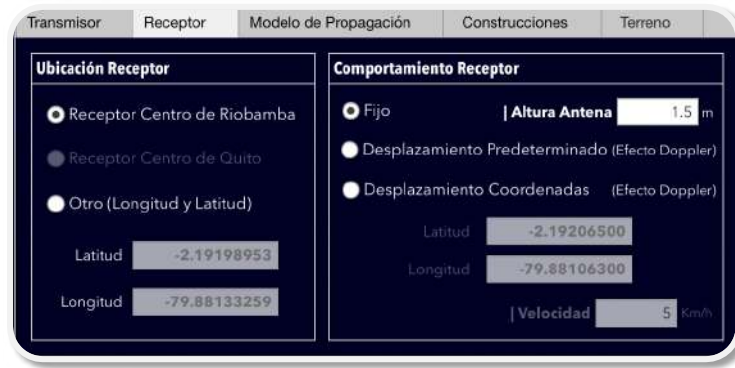 Transmisor Receptor Modelo de Propagación Construcciones Terreno
Ubicación Receptor
Receptor Centro de Riobamba
Receptor Centro de Quito
Otro (Longitud y Latitud)
Latitud -2.19198953
Longitud -79.88133259
Comportamiento Receptor
Fijo | Altura Antena 1.5 m
Desplazamiento Predeterminado (Efecto Doppler)
Desplazamiento Coordenadas (Efecto Doppler)
Latitud -2.19206500
Longitud -79.88106300
| Velocidad 5 Km/h